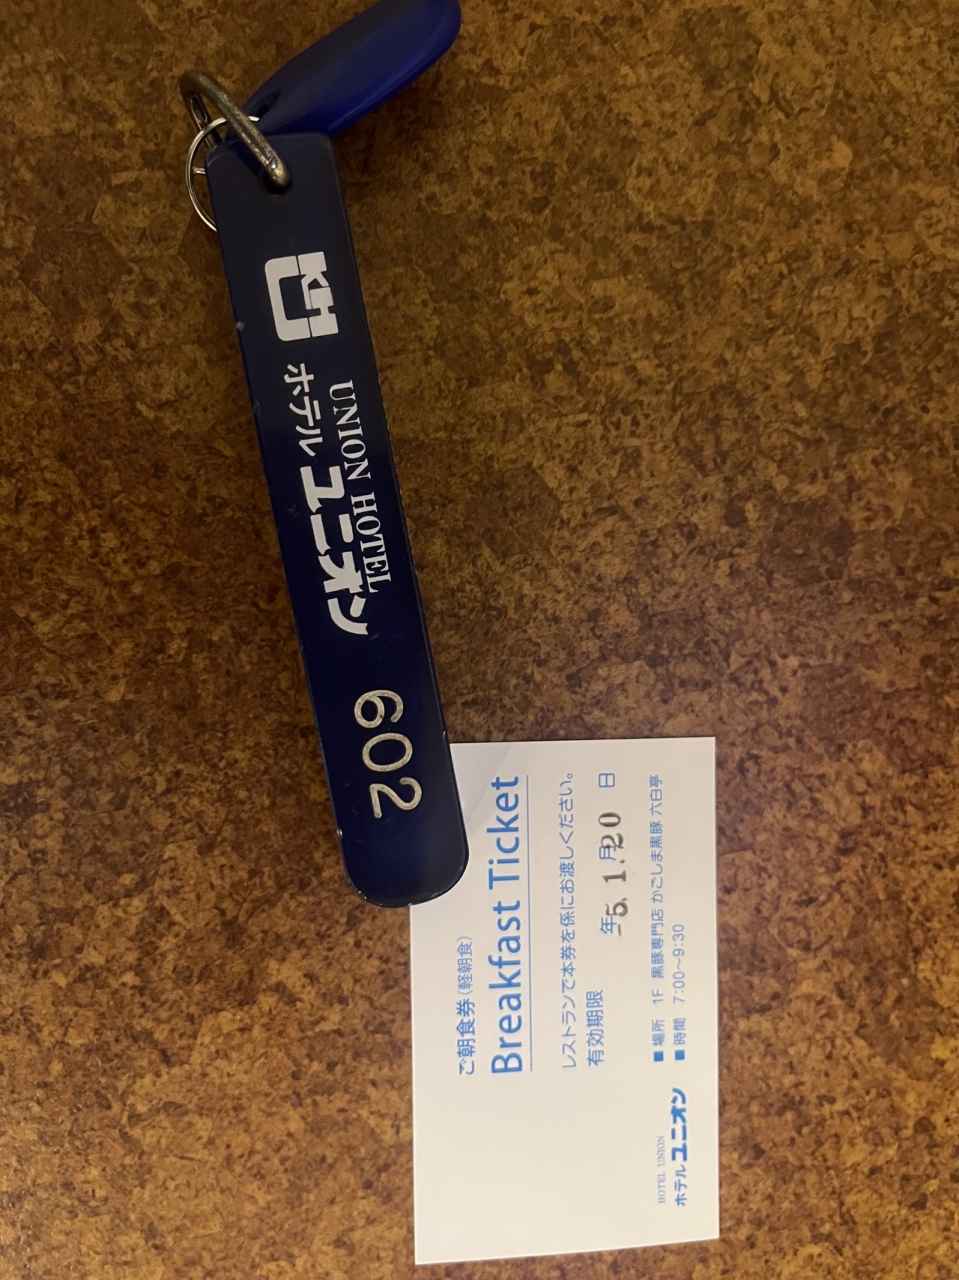 KH
UNION HOTEL
ホテル ユニオン
602
ご朝食券(軽朝食)
Breakfast Ticket
レストランで本券を係にお渡しください。
有効期限 年 月 日
-5.1.20
■場所 1F 黒豚専門店 かごしま黒豚 六白亭
■時間 7:00~9:30
HOTEL UNION
ホテル ユニオン